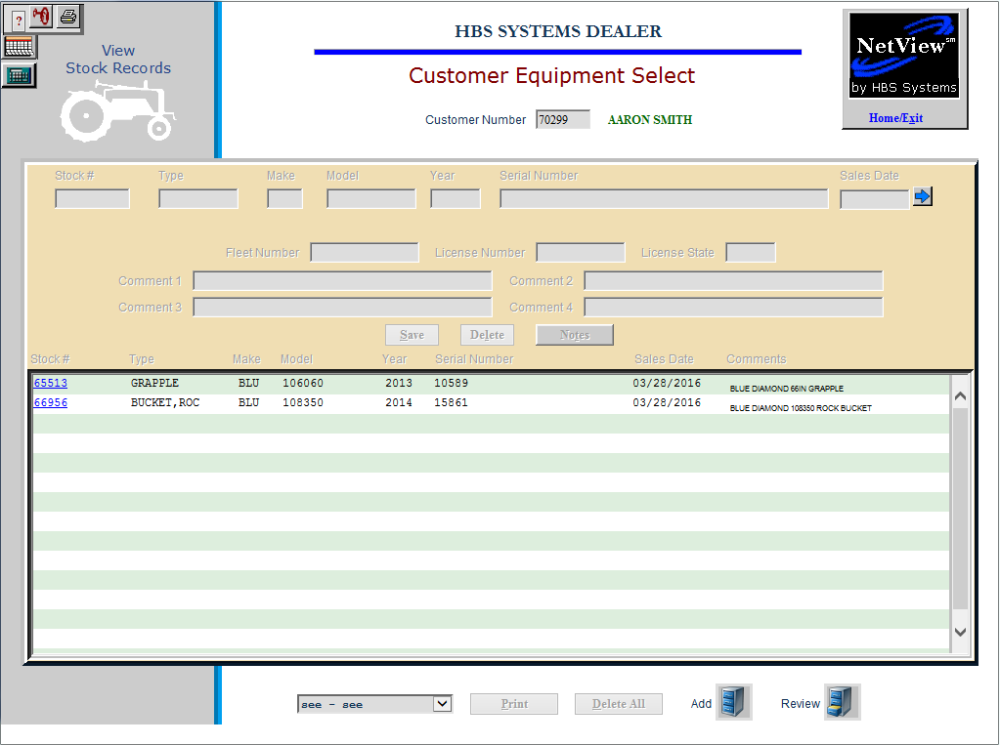 ?
View
Stock Records
HBS SYSTEMS DEALER
Customer Equipment Select
Customer Number 70299 AARON SMITH
NetView℠
by HBS Systems
Home/Exit
Stock # Type Make Model Year Serial Number Sales Date
Fleet Number License Number License State
Comment 1 Comment 2
Comment 3 Comment 4
Save Delete Notes
Stock # Type Make Model Year Serial Number Sales Date Comments
65513 GRAPPLE BLU 106060 2013 10589 03/28/2016 BLUE DIAMOND 66IN GRAPPLE
66956 BUCKET,ROC BLU 108350 2014 15861 03/28/2016 BLUE DIAMOND 108350 ROCK BUCKET
see - see Print Delete All Add Review